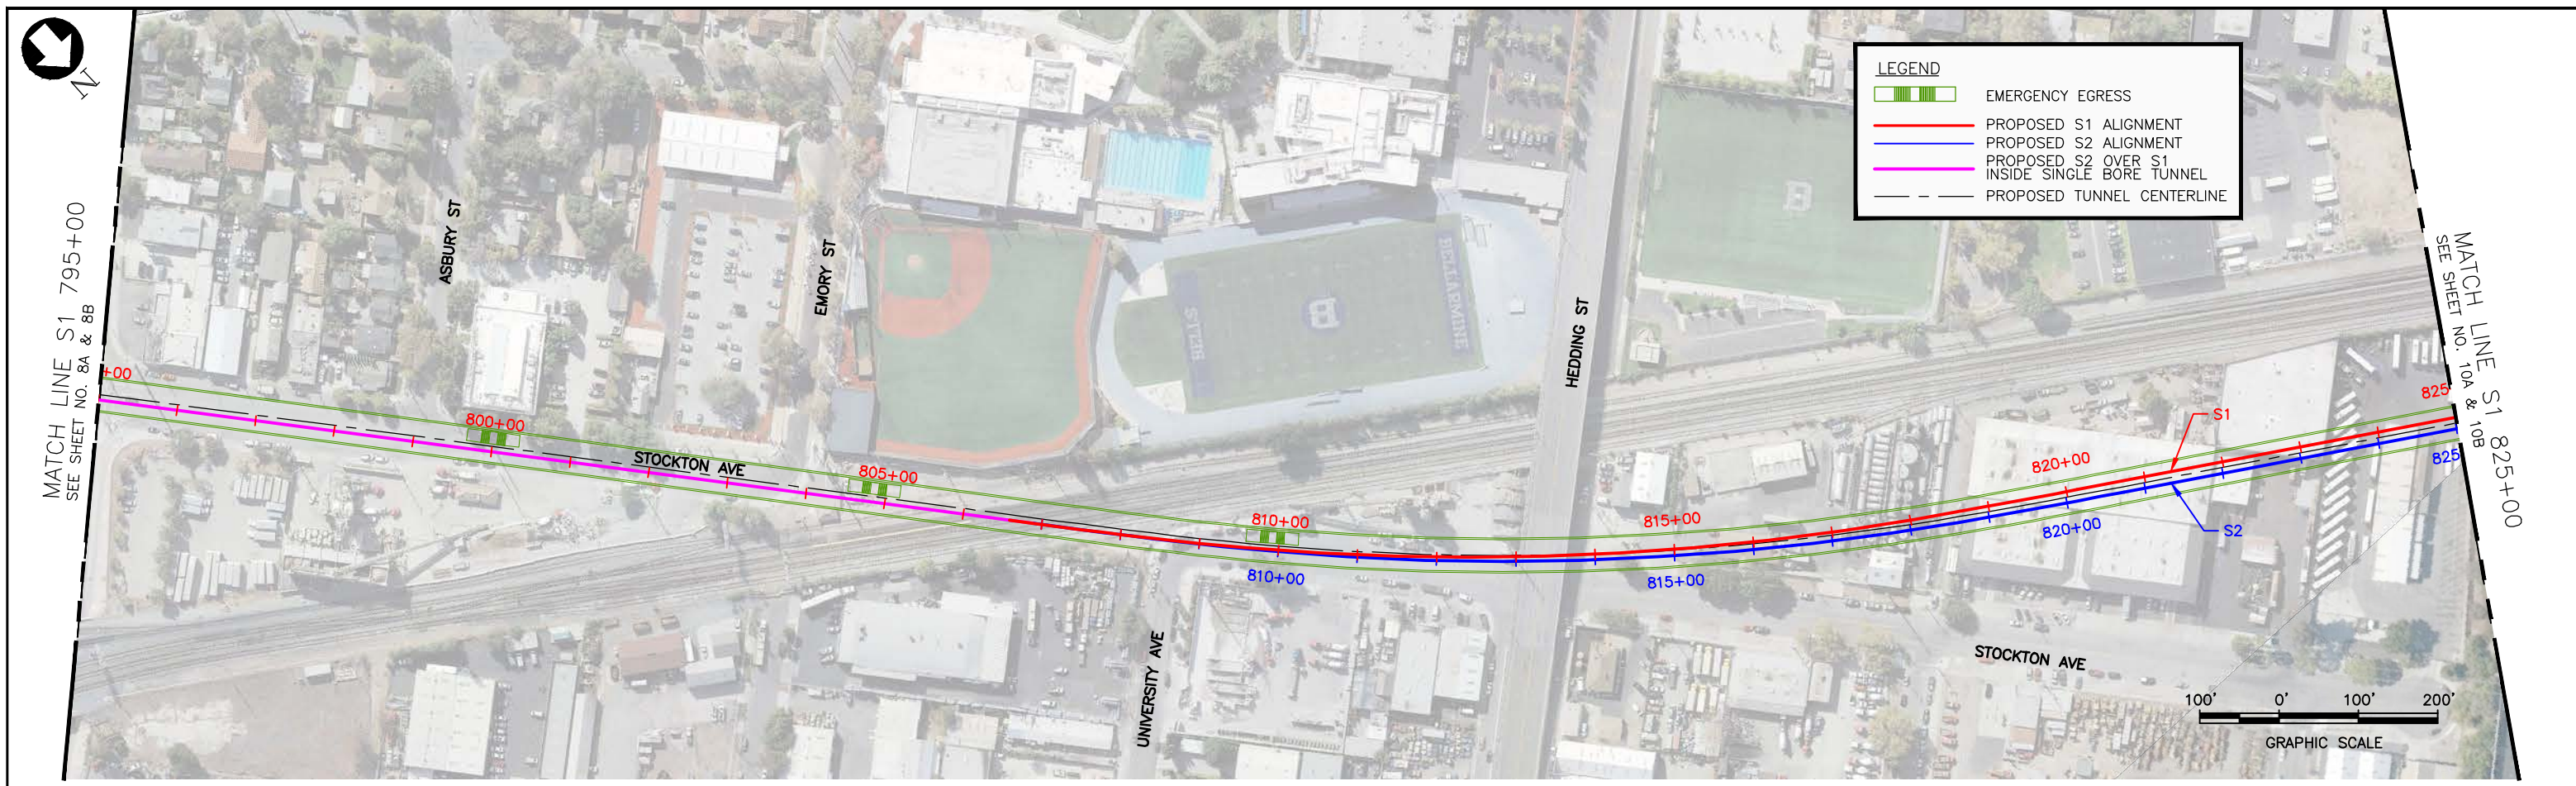 N
MATCH LINE S1 795+00
SEE SHEET NO. 8A & 8B
+00
ASBURY ST
800+00
STOCKTON AVE
EMORY ST
805+00
UNIVERSITY AVE
810+00
810+00
BELLS
B
BELLARMINE
HEDDING ST
815+00
815+00
LEGEND
EMERGENCY EGRESS
PROPOSED S1 ALIGNMENT
PROPOSED S2 ALIGNMENT
PROPOSED S2 OVER S1
INSIDE SINGLE BORE TUNNEL
PROPOSED TUNNEL CENTERLINE
820+00
820+00
S1
S2
825
825
MATCH LINE S1 825+00
SEE SHEET NO. 10A & 10B
STOCKTON AVE
100' 0' 100' 200'
GRAPHIC SCALE